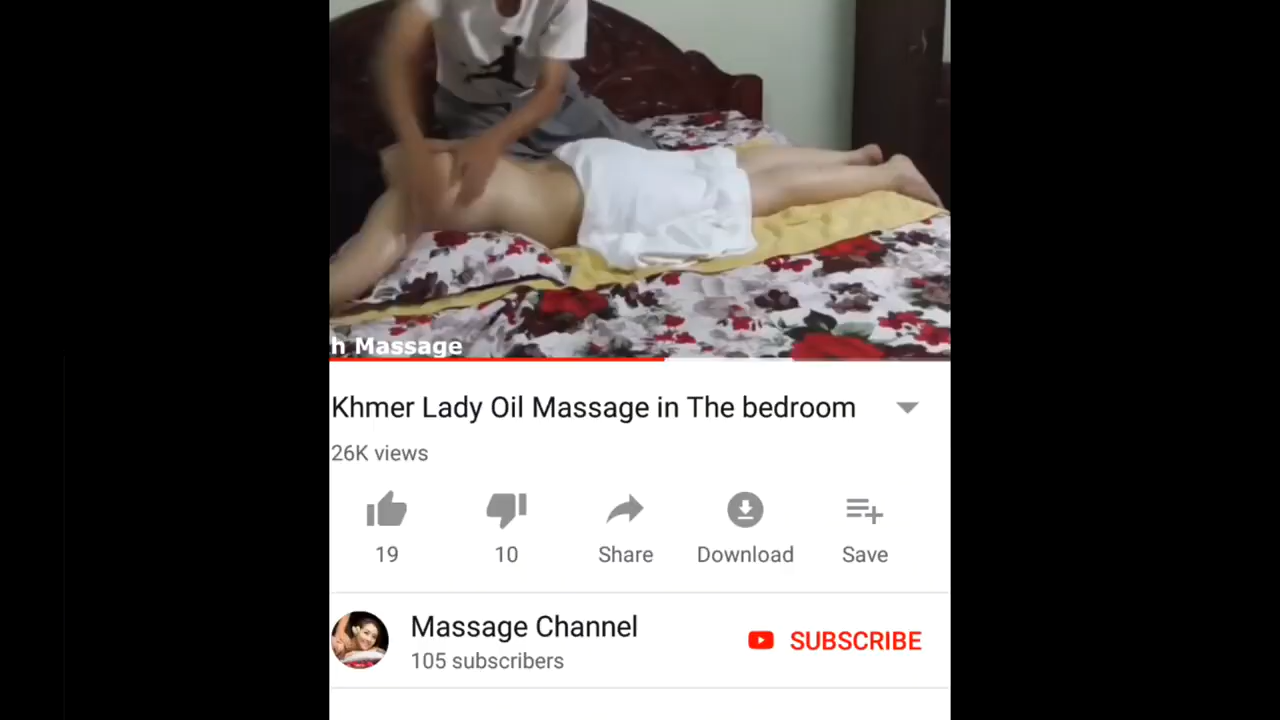 h Massage
Khmer Lady Oil Massage in The bedroom
26K views
19
10
Share
Download
Save
Massage Channel
105 subscribers
SUBSCRIBE